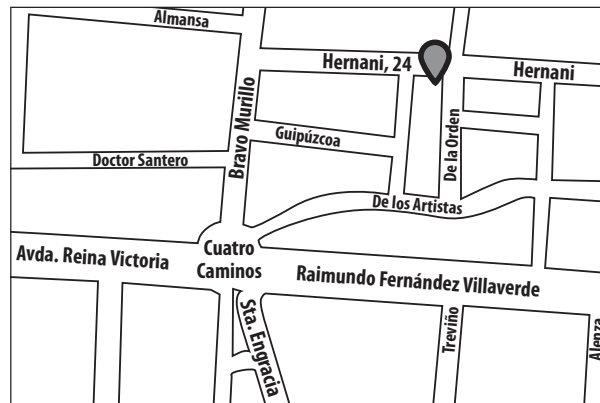 Almansa
Hernani, 24
Hernani
Bravo Murillo
Guipúzcoa
De la Orden
Doctor Santero
De los Artistas
Avda. Reina Victoria
Cuatro
Caminos
Raimundo Fernández Villaverde
Sta. Engracia
Treviño
Alenza